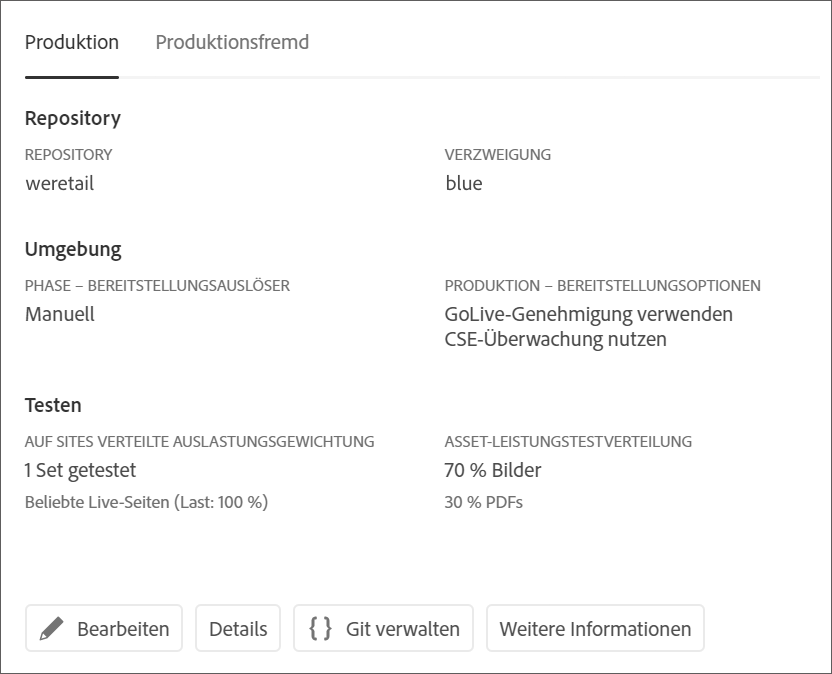 Produktion
Produktionsfremd
Repository
REPOSITORY
VERZWEIGUNG
weretail
blue
Umgebung
PHASE – BEREITSTELLUNGSAUSLÖSER
PRODUKTION – BEREITSTELLUNGSOPTIONEN
Manuell
GoLive-Genehmigung verwenden
CSE-Überwachung nutzen
Testen
AUF SITES VERTEILTE AUSLASTUNGSGEWICHTUNG
ASSET-LEISTUNGSTESTVERTEILUNG
1 Set getestet
70 % Bilder
Beliebte Live-Seiten (Last: 100 %)
30 % PDFs
Bearbeiten
Details
{ } Git verwalten
Weitere Informationen